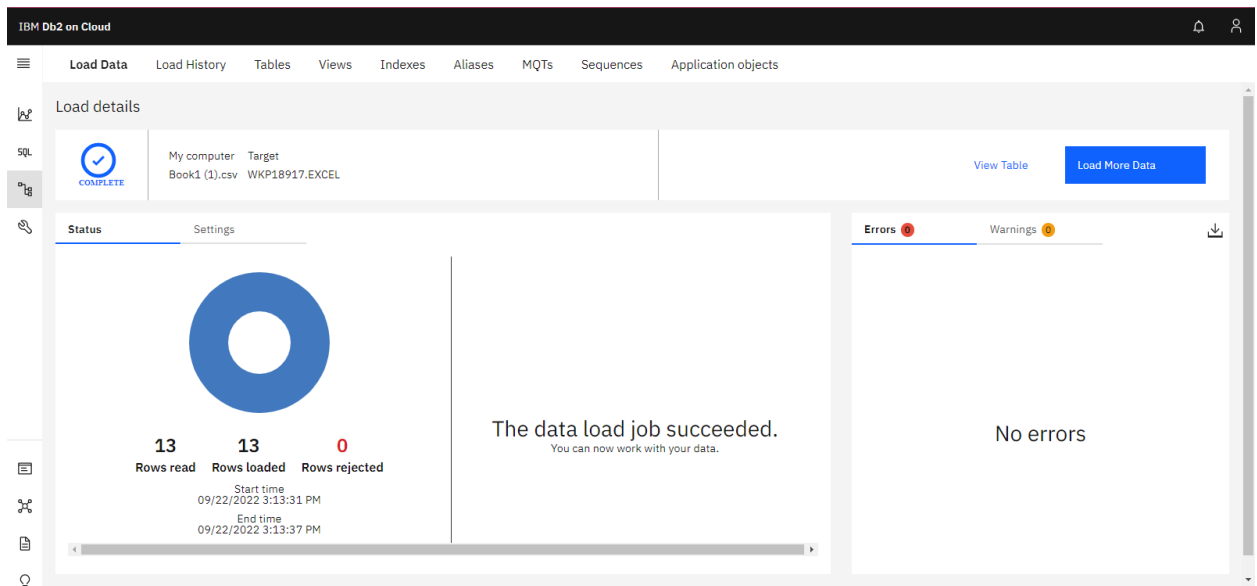 IBM Db2 on Cloud
Load Data Load History Tables Views Indexes Aliases MQTs Sequences Application objects
Load details
SQL
COMPLETE
My computer Target
Book1 (1).csv WKP18917.EXCEL
View Table
Load More Data
Status Settings
Errors 0 Warnings 0
13 13 0
Rows read Rows loaded Rows rejected
Start time
09/22/2022 3:13:31 PM
End time
09/22/2022 3:13:37 PM
The data load job succeeded.
You can now work with your data.
No errors